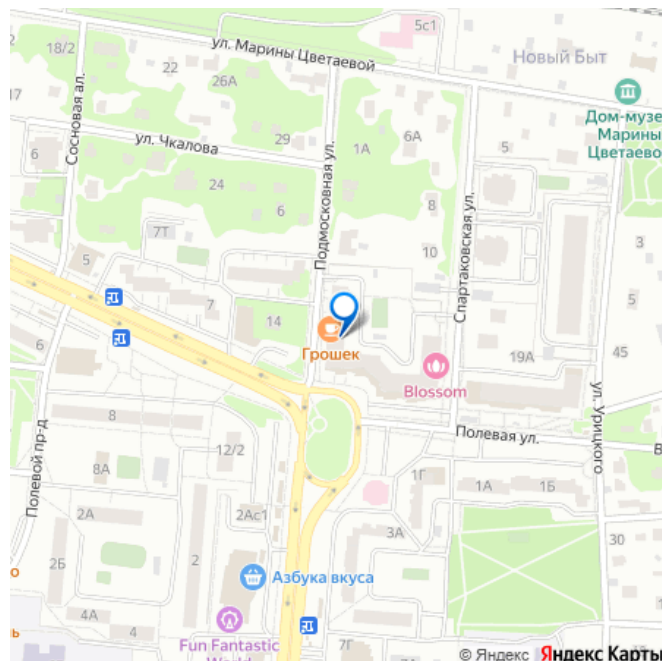 5с1
ул. Марины Цветаевой
Новый Быт
18/2
22
26А
17
Сосновая ал.
ул. Чкалова
29
6А
1А
5
Дом-музе
Марины
Цветаево
6
24
6
8
Подмосковная ул.
Спартаковская ул.
7Т
5
10
3
7
14
5
Грошек
Blossom
19А
45
ул. Урицкого
8
12/2
Полевая ул.
В
Полевой пр-д
8А
1Г
1А
1Б
2А
2Ас1
3А
30
2Б
2
о
Азбука вкуса
4А
4
ль
Fun Fantastic
7Г
© Яндекс Яндекс Карты